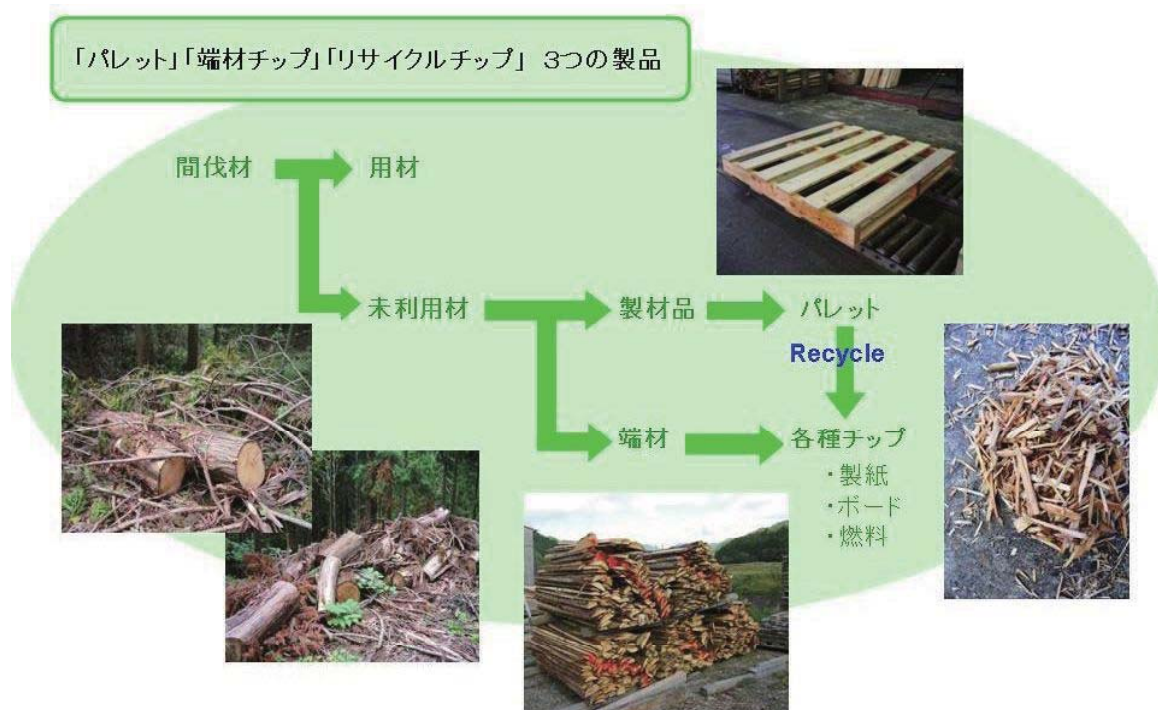 「パレット」「端材チップ」「リサイクルチップ」 3つの製品
間伐材
用材
未利用材
製材品
パレット
Recycle
端材
各種チップ
・製紙
・ボード
・燃料